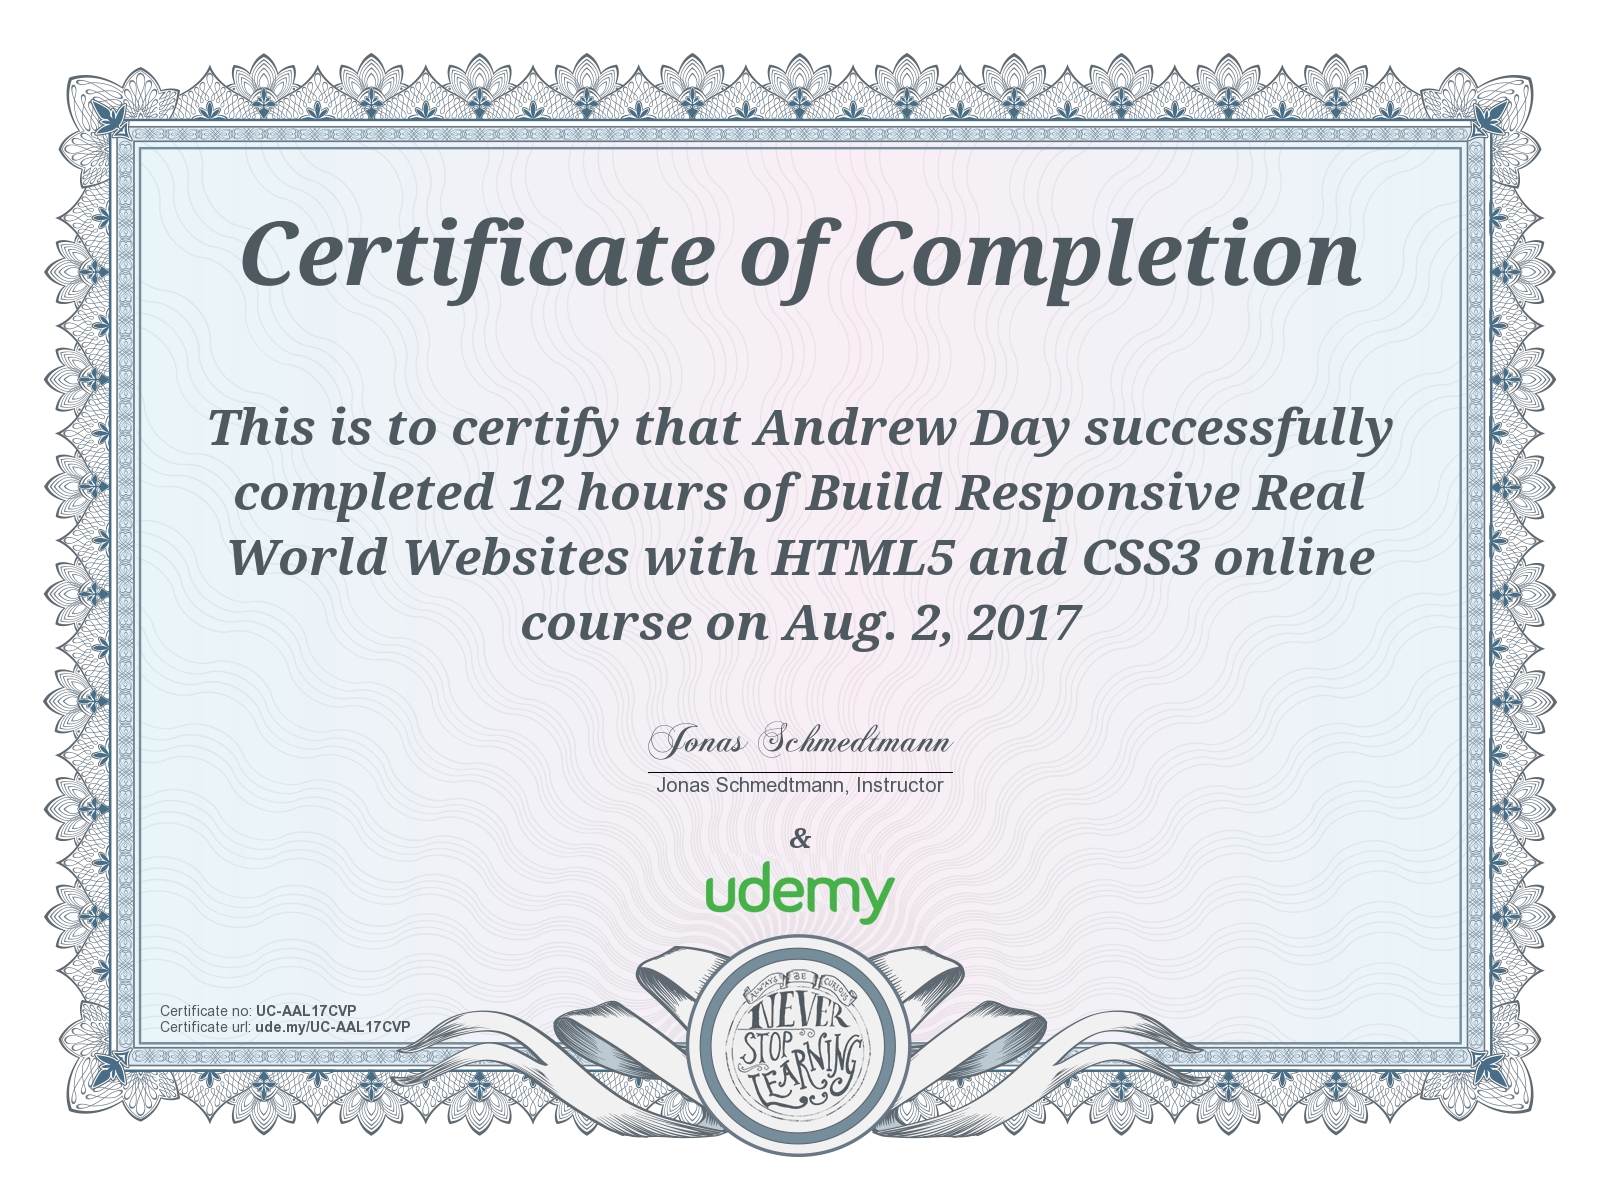 Certificate of Completion
This is to certify that Andrew Day successfully
completed 12 hours of Build Responsive Real
World Websites with HTML5 and CSS3 online
course on Aug. 2, 2017
Jonas Schmedtmann
Jonas Schmedtmann, Instructor
&
udemy
Certificate no: UC-AAL17CVP
Certificate url: ude.my/UC-AAL17CVP
ALWAYS BE CURIOUS
NEVER
STOP
LEARNING